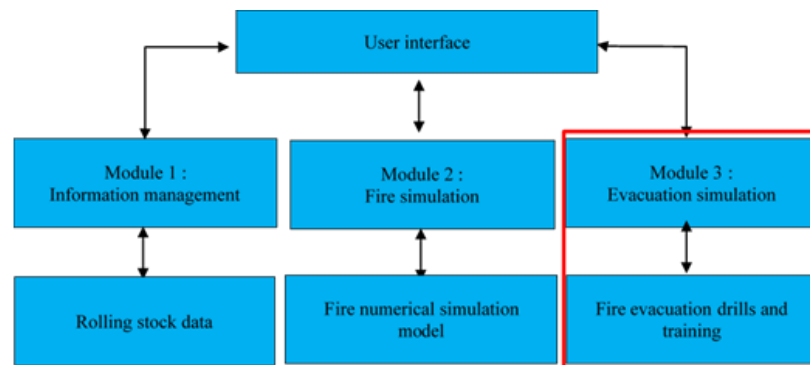 User interface
Module 1 :
Information management
Module 2 :
Fire simulation
Module 3 :
Evacuation simulation
Rolling stock data
Fire numerical simulation
model
Fire evacuation drills and
training